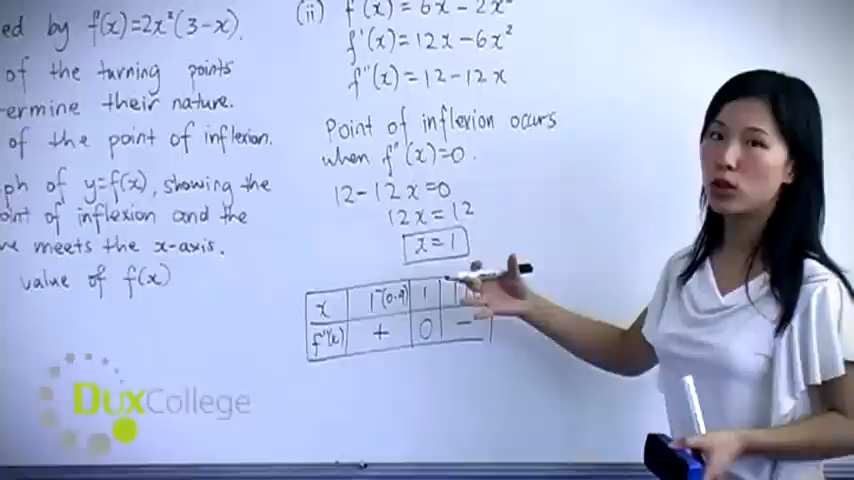 ed by f(x)=2x²(3-x).
of the turning points
ermine their nature.
of the point of inflexion.
ph of y=f(x), showing the
oint of inflexion and the
meets the x-axis.
value of f(x)
(ii) f(x)=6x²-2x³
f'(x)=12x-6x²
f''(x)=12-12x
Point of inflexion occurs
when f''(x)=0.
12-12x=0
12x=12
x=1
x 1⁻(0.9) 1
f''(x) + 0 -
DuxCollege